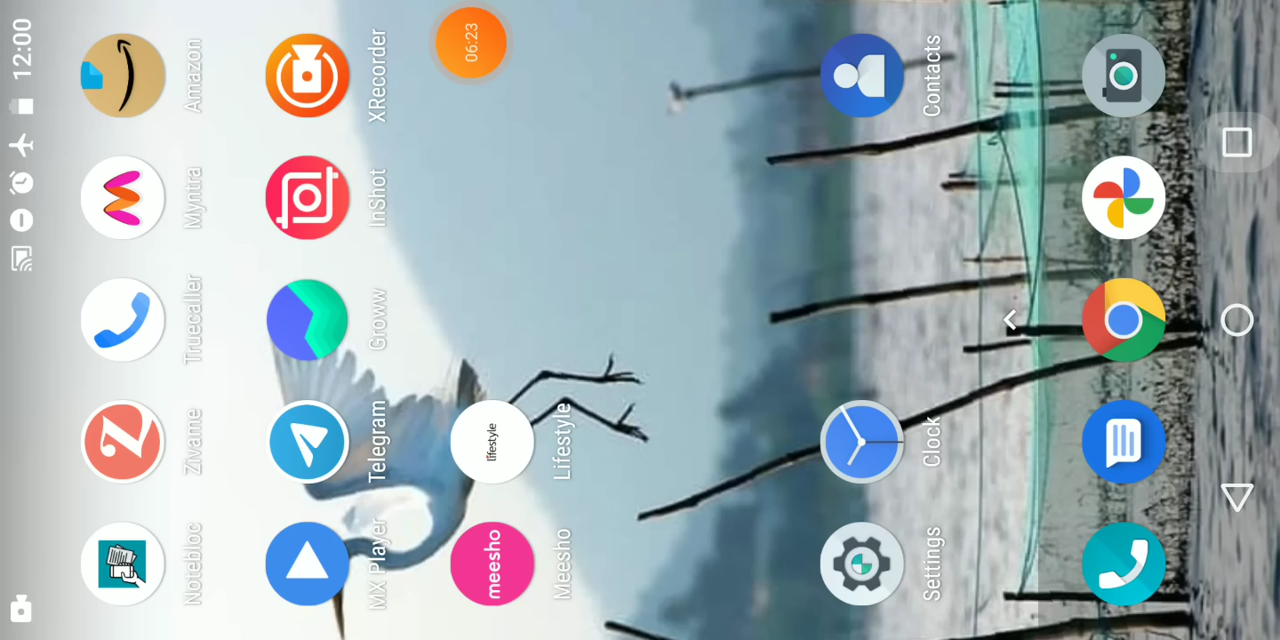 12:00
Notebloc Zivame Truecaller Myntra Amazon
MX Player Telegram Groww InShot XRecorder
06:23
meesho lifestyle
Meesho Lifestyle
Settings Clock Contacts